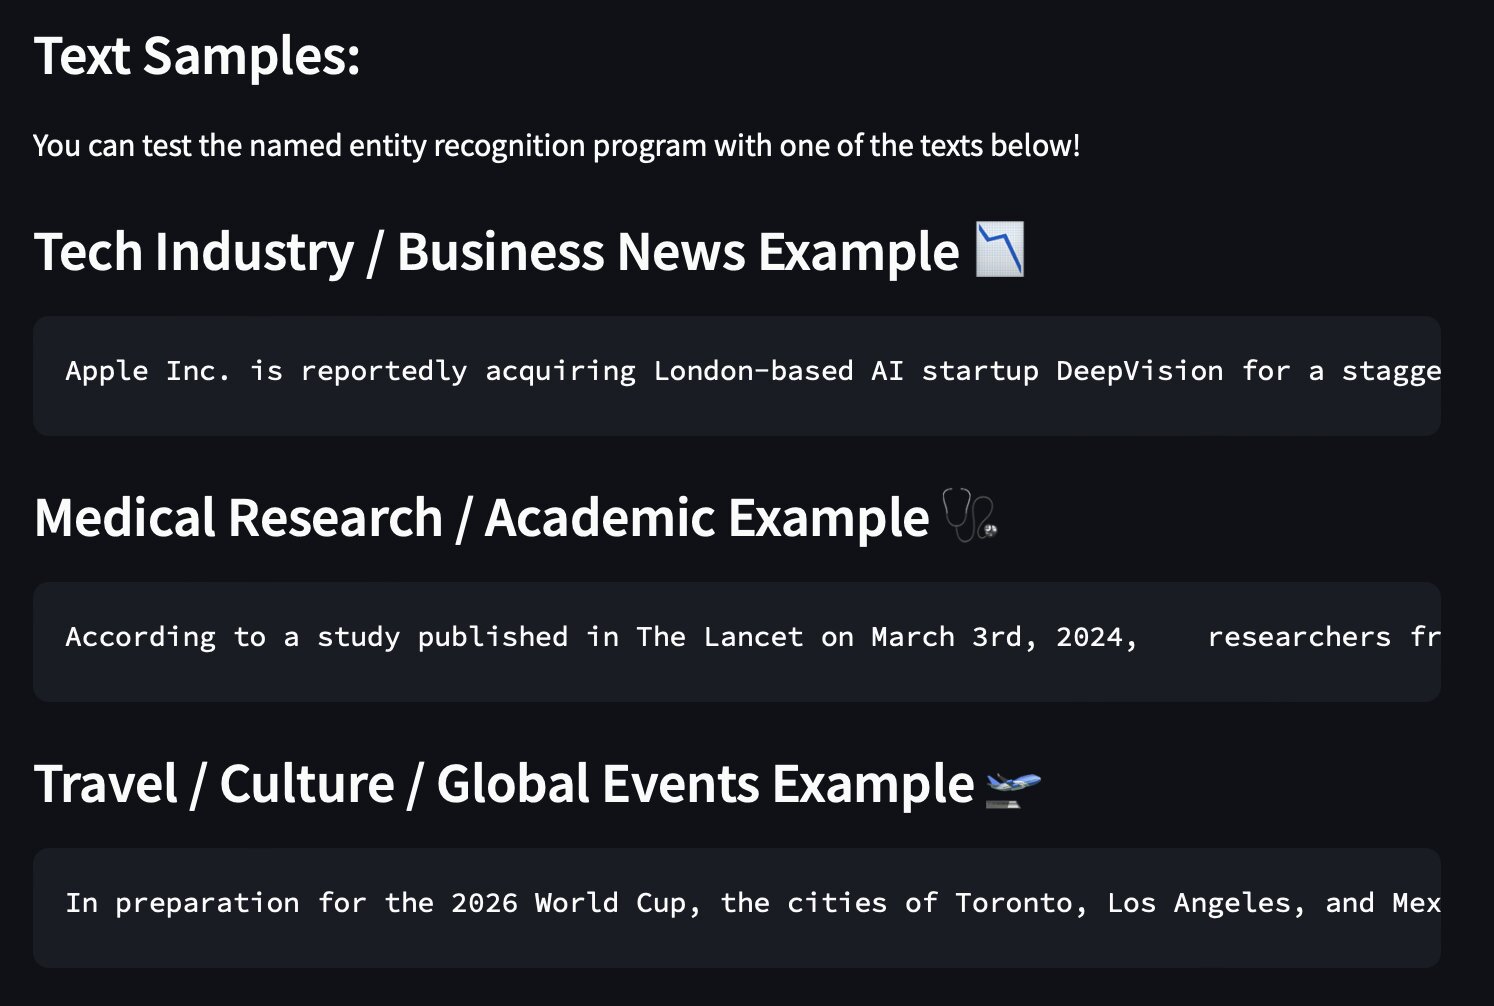 Text Samples:
You can test the named entity recognition program with one of the texts below!
Tech Industry / Business News Example 📉
Apple Inc. is reportedly acquiring London-based AI startup DeepVision for a stagge
Medical Research / Academic Example 🩺
According to a study published in The Lancet on March 3rd, 2024,    researchers fr
Travel / Culture / Global Events Example 🛫
In preparation for the 2026 World Cup, the cities of Toronto, Los Angeles, and Mex